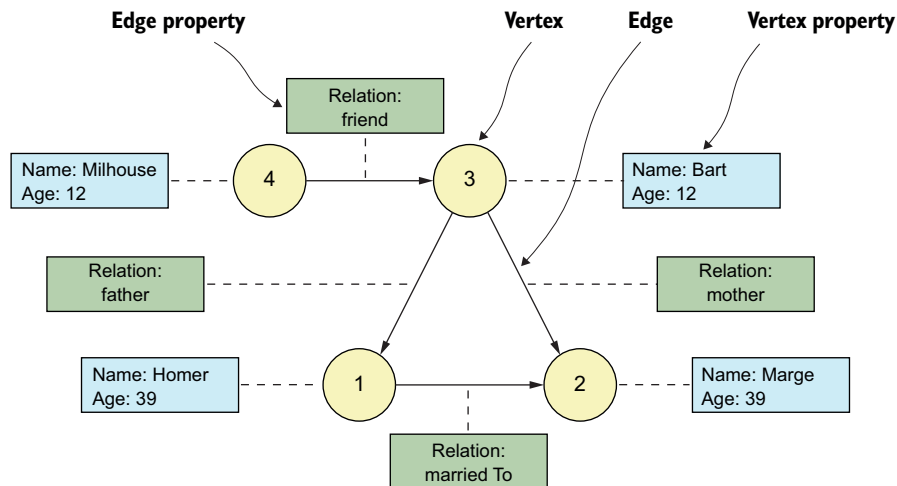 Edge property
Vertex
Edge
Vertex property
Relation:
friend
Name: Milhouse
Age: 12
4
3
Name: Bart
Age: 12
Relation:
father
Relation:
mother
Name: Homer
Age: 39
1
2
Name: Marge
Age: 39
Relation:
married To